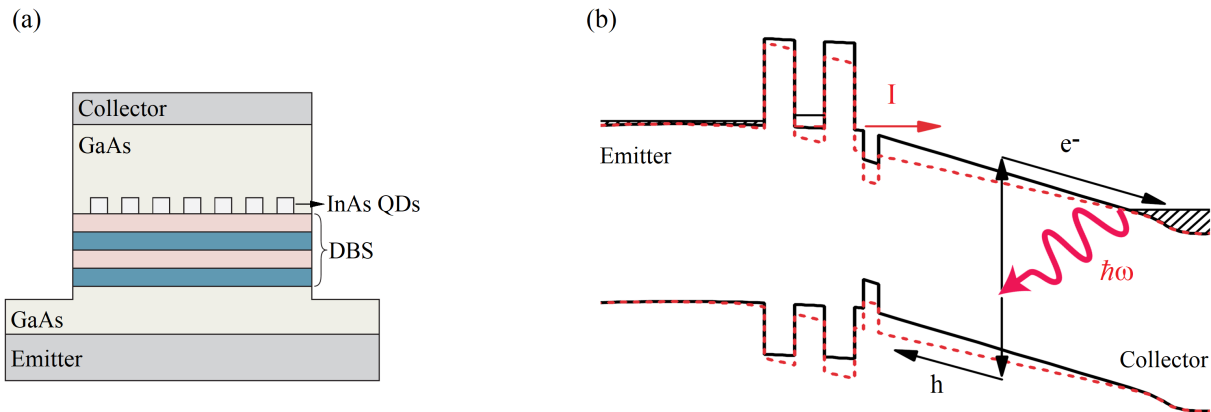 (a)
Collector
GaAs
InAs QDs
DBS
GaAs
Emitter
(b)
I
Emitter
e-
ħω
Collector
h